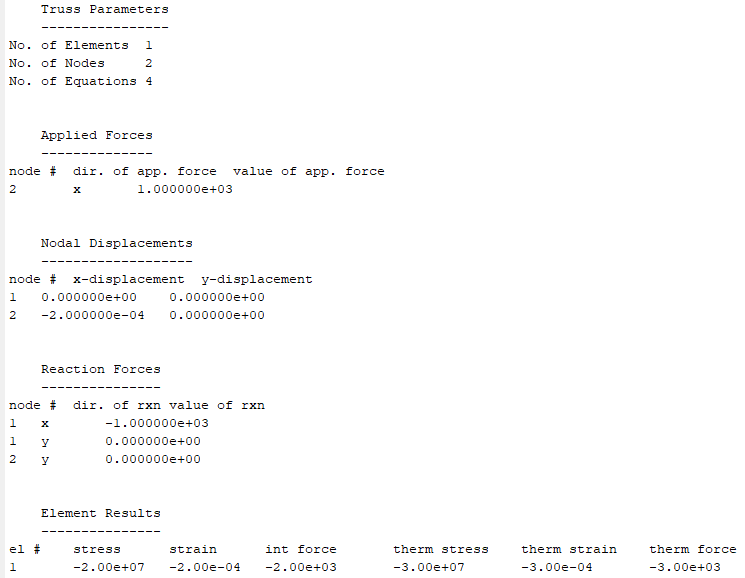 Truss Parameters
----------------
No. of Elements  1
No. of Nodes     2
No. of Equations 4
Applied Forces
--------------
node #  dir. of app. force  value of app. force
2       x       1.000000e+03
Nodal Displacements
-------------------
node #  x-displacement  y-displacement
1   0.000000e+00    0.000000e+00
2   -2.000000e-04   0.000000e+00
Reaction Forces
---------------
node #  dir. of rxn value of rxn
1   x       -1.000000e+03
1   y       0.000000e+00
2   y       0.000000e+00
Element Results
---------------
el #    stress      strain      int force       therm stress    therm strain    therm force
1       -2.00e+07   -2.00e-04   -2.00e+03       -3.00e+07       -3.00e-04       -3.00e+03